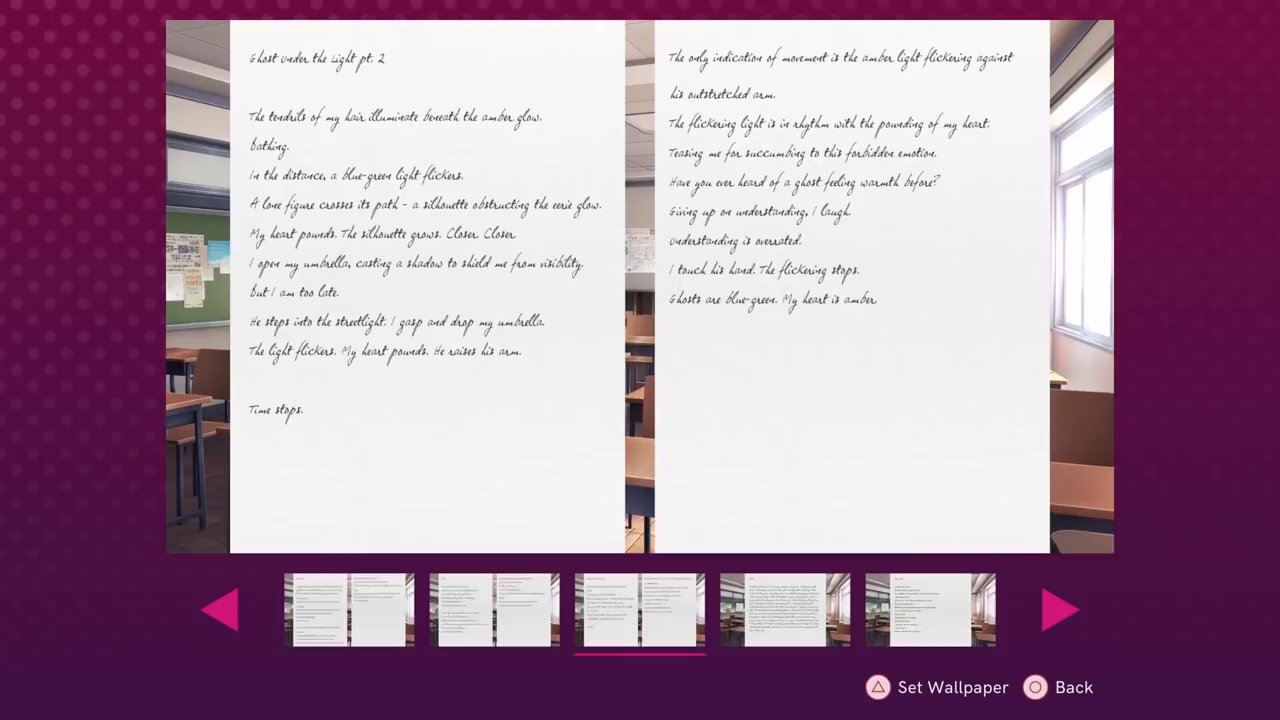 Ghost Under the Light pt. 2
The tendrils of my hair illuminate beneath the amber glow.
Bathing.
In the distance, a blue-green light flickers.
A lone figure crosses its path - a silhouette obstructing the eerie glow.
My heart pounds. The silhouette grows. Closer. Closer
I open my umbrella, casting a shadow to shield me from visibility.
But I am too late.
He steps into the streetlight. I gasp and drop my umbrella.
The light flickers. My heart pounds. He raises his arm.
Time stops.
The only indication of movement is the amber light flickering against
his outstretched arm.
The flickering light is in rhythm with the pounding of my heart.
Teasing me for succumbing to this forbidden emotion.
Have you ever heard of a ghost feeling warmth before?
Giving up on understanding, I laugh.
Understanding is overrated.
I touch his hand. The flickering stops.
Ghosts are blue-green. My heart is amber
Set Wallpaper
Back